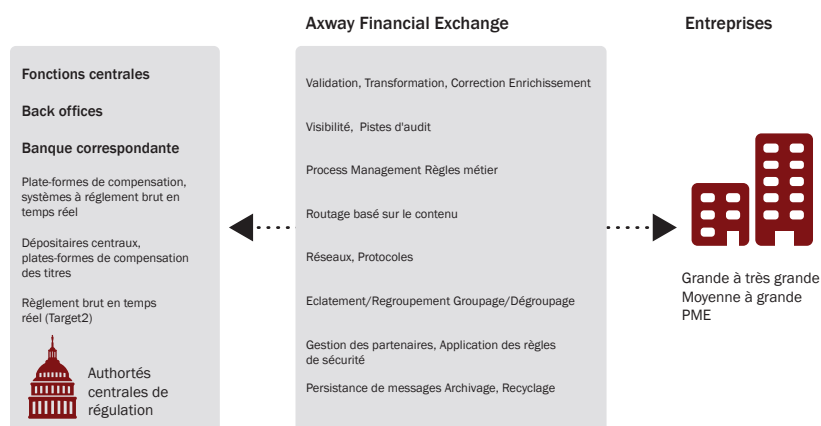 Axway Financial Exchange
Entreprises
Fonctions centrales
Back offices
Banque correspondante
Plate-formes de compensation,
systèmes à réglement brut en
temps réel
Dépositaires centraux,
plates-formes de compensation
des titres
Règlement brut en temps
réel (Target2)
Authortés
centrales de
régulation
Validation, Transformation, Correction Enrichissement
Visibilité, Pistes d'audit
Process Management Règles métier
Routage basé sur le contenu
Réseaux, Protocoles
Eclatement/Regroupement Groupage/Dégroupage
Gestion des partenaires, Application des règles
de sécurité
Persistance de messages Archivage, Recyclage
Grande à très grande
Moyenne à grande
PME